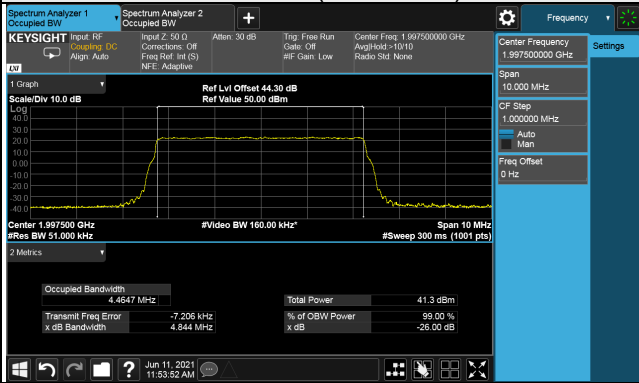 Spectrum Analyzer 1
Occupied BW
Spectrum Analyzer 2
Occupied BW
+
Frequency
KEYSIGHT
LXI
Input: RF
Coupling: DC
Align: Auto
Input Z: 50 Ω
Corrections: Off
Freq Ref: Int (S)
NFE: Adaptive
Atten: 30 dB
Trig: Free Run
Gate: Off
#IF Gain: Low
Center Freq: 1.997500000 GHz
Avg|Hold:>10/10
Radio Std: None
Center Frequency
1.997500000 GHz
Settings
Span
10.000 MHz
CF Step
1.000000 MHz
Auto
Man
Freq Offset
0 Hz
1 Graph
Scale/Div 10.0 dB
Ref Lvl Offset 44.30 dB
Ref Value 50.00 dBm
Log
40.0
30.0
20.0
10.0
0.00
-10.0
-20.0
-30.0
-40.0
Center 1.997500 GHz
#Res BW 51.000 kHz
#Video BW 160.00 kHz*
Span 10 MHz
#Sweep 300 ms (1001 pts)
2 Metrics
Occupied Bandwidth
4.4647 MHz
Total Power 41.3 dBm
Transmit Freq Error -7.206 kHz
% of OBW Power 99.00 %
x dB Bandwidth 4.844 MHz
x dB -26.00 dB
?
Jun 11, 2021
11:53:52 AM